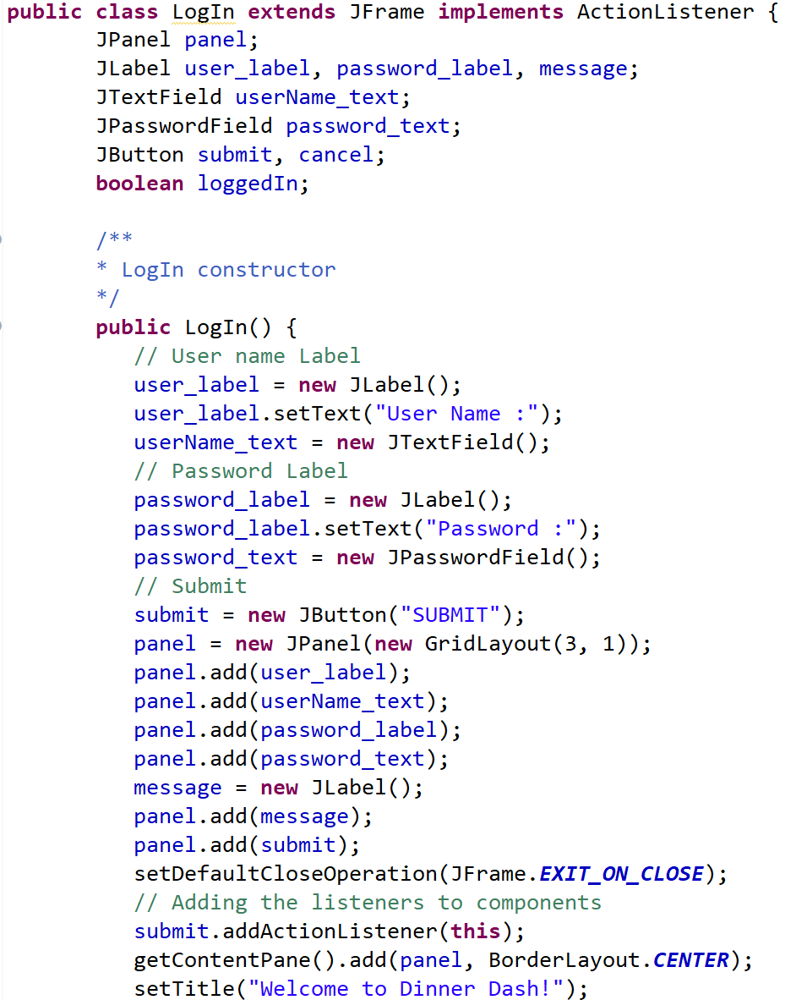 public class LogIn extends JFrame implements ActionListener {
JPanel panel;
JLabel user_label, password_label, message;
JTextField userName_text;
JPasswordField password_text;
JButton submit, cancel;
boolean loggedIn;
/**
* LogIn constructor
*/
public LogIn() {
// User name Label
user_label = new JLabel();
user_label.setText("User Name :");
userName_text = new JTextField();
// Password Label
password_label = new JLabel();
password_label.setText("Password :");
password_text = new JPasswordField();
// Submit
submit = new JButton("SUBMIT");
panel = new JPanel(new GridLayout(3, 1));
panel.add(user_label);
panel.add(userName_text);
panel.add(password_label);
panel.add(password_text);
message = new JLabel();
panel.add(message);
panel.add(submit);
setDefaultCloseOperation(JFrame.EXIT_ON_CLOSE);
// Adding the listeners to components
submit.addActionListener(this);
getContentPane().add(panel, BorderLayout.CENTER);
setTitle("Welcome to Dinner Dash!");